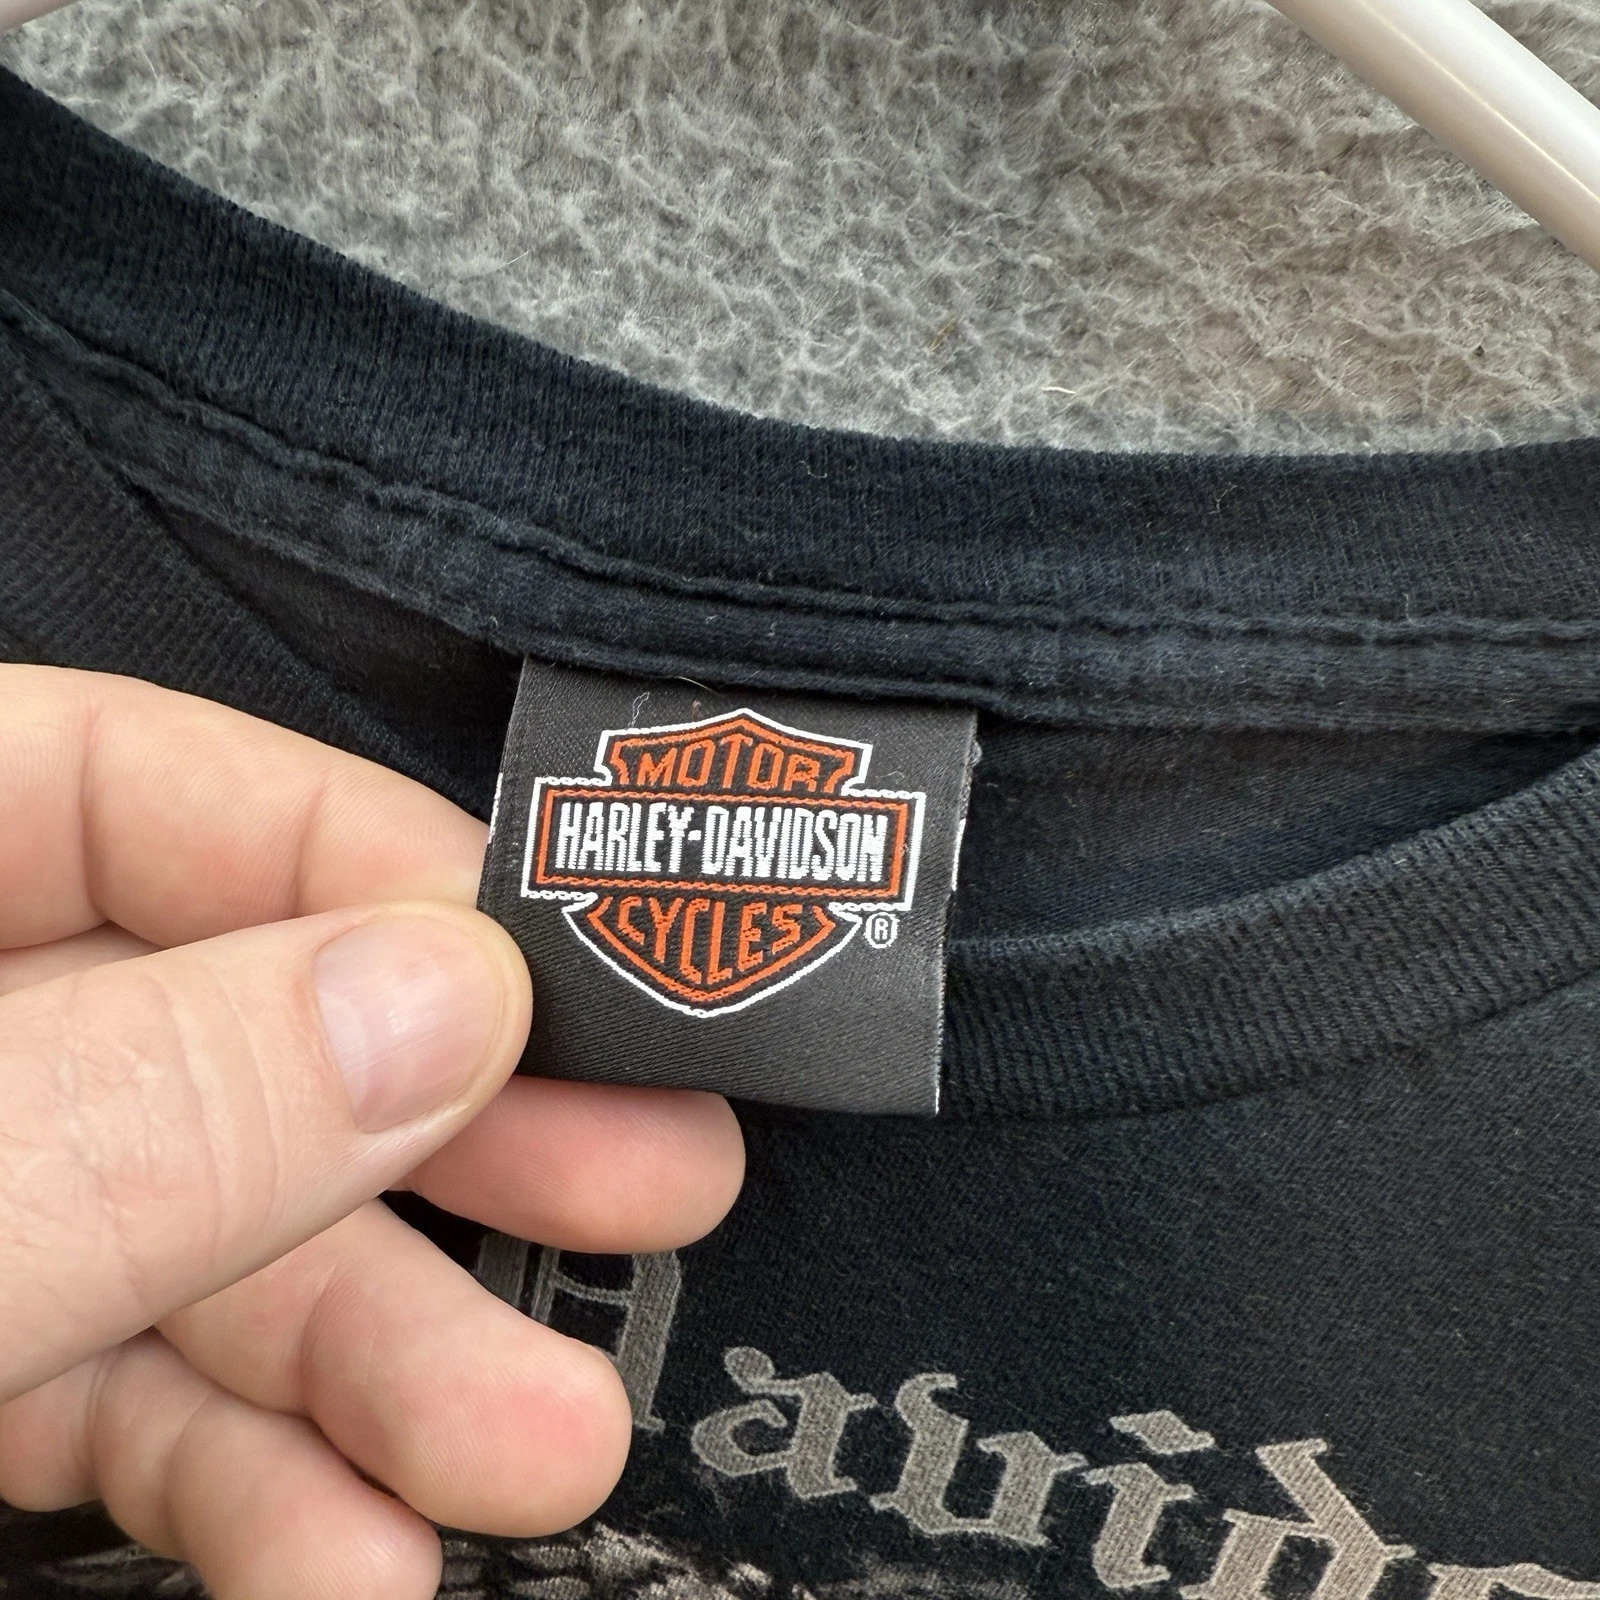 MOTOR
HARLEY-DAVIDSON
CYCLES
®